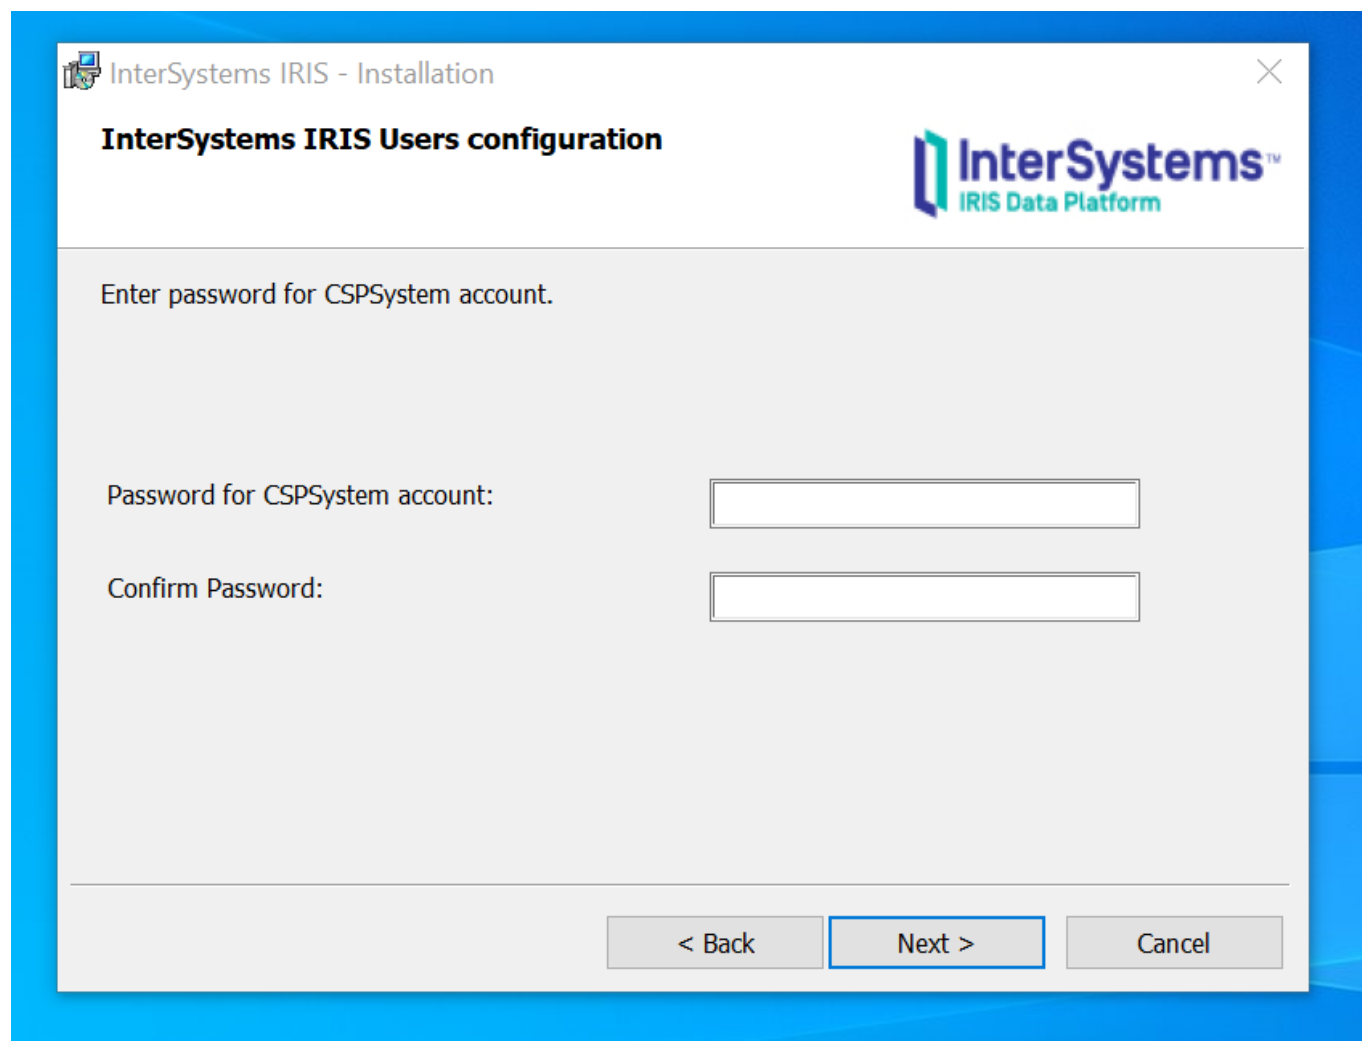 InterSystems IRIS - Installation
InterSystems IRIS Users configuration
InterSystems™
IRIS Data Platform
Enter password for CSPSystem account.
Password for CSPSystem account:
Confirm Password:
< Back
Next >
Cancel